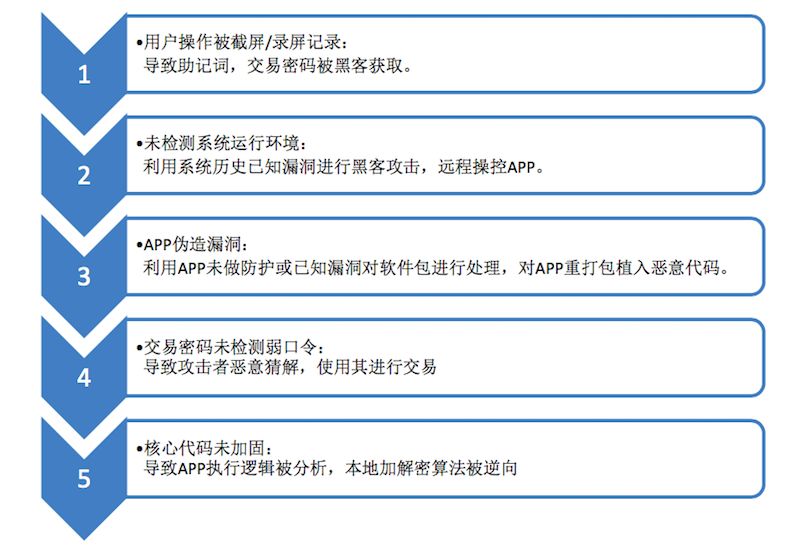 1
•用户操作被截屏/录屏记录：
导致助记词，交易密码被黑客获取。
2
•未检测系统运行环境：
利用系统历史已知漏洞进行黑客攻击，远程操控APP。
3
•APP伪造漏洞：
利用APP未做防护或已知漏洞对软件包进行处理，对APP重打包植入恶意代码。
4
•交易密码未检测弱口令：
导致攻击者恶意猜解，使用其进行交易
5
•核心代码未加固：
导致APP执行逻辑被分析，本地加解密算法被逆向